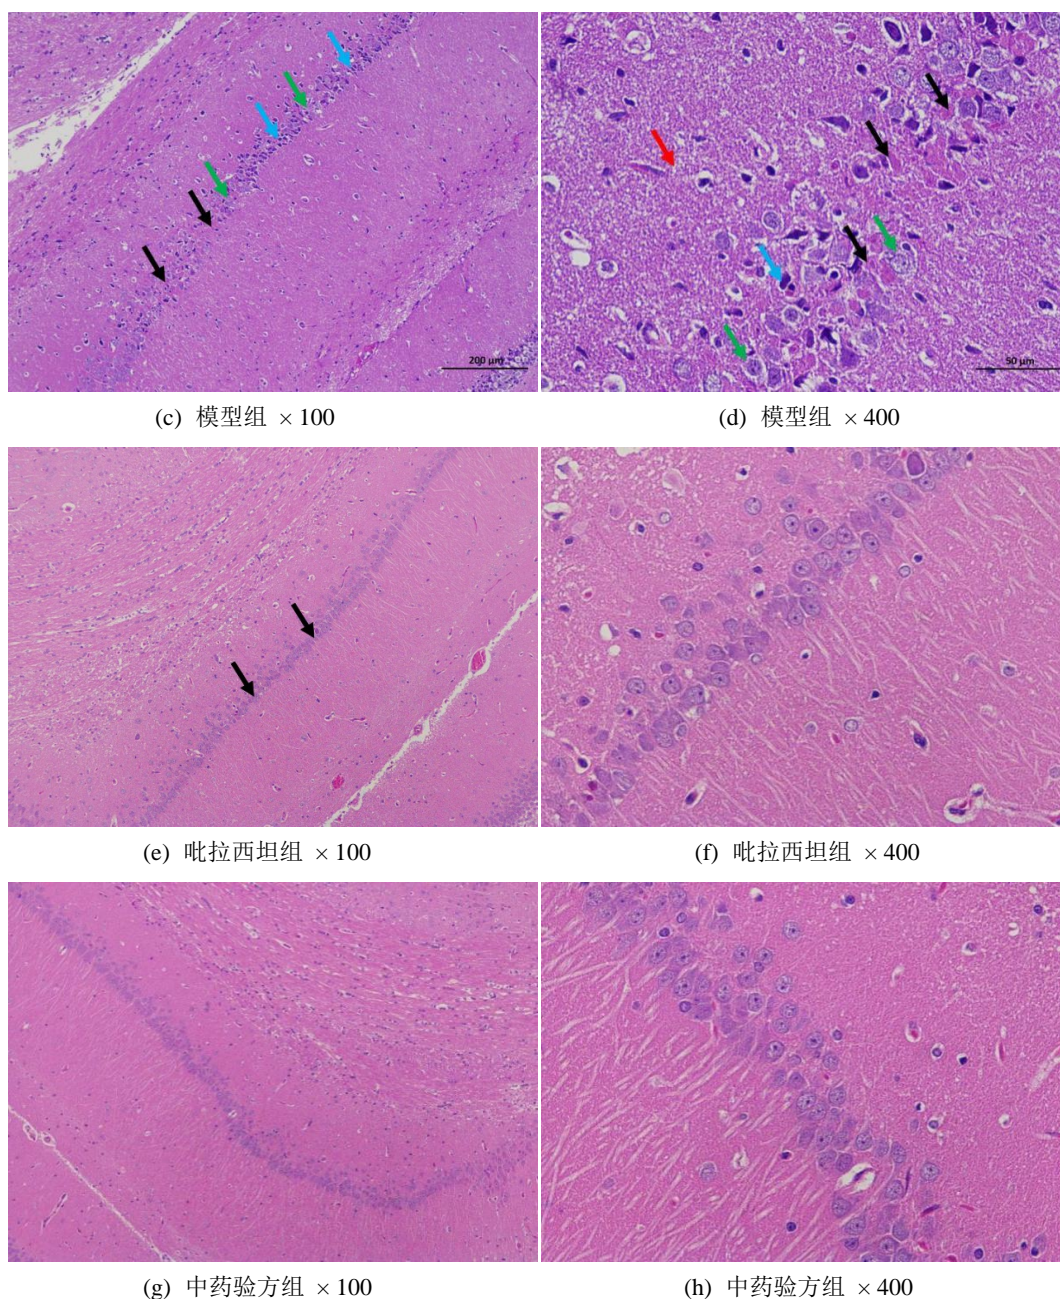 200 μm
50 μm
(c) 模型组 × 100
(d) 模型组 × 400
(e) 吡拉西坦组 × 100
(f) 吡拉西坦组 × 400
(g) 中药验方组 × 100
(h) 中药验方组 × 400